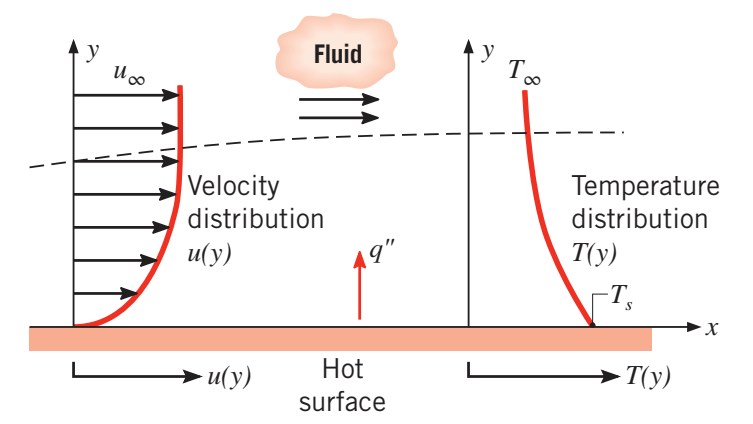 y
u∞
Fluid
y
T∞
Velocity
distribution
u(y)
q″
Temperature
distribution
T(y)
Ts
x
u(y)
Hot
surface
T(y)